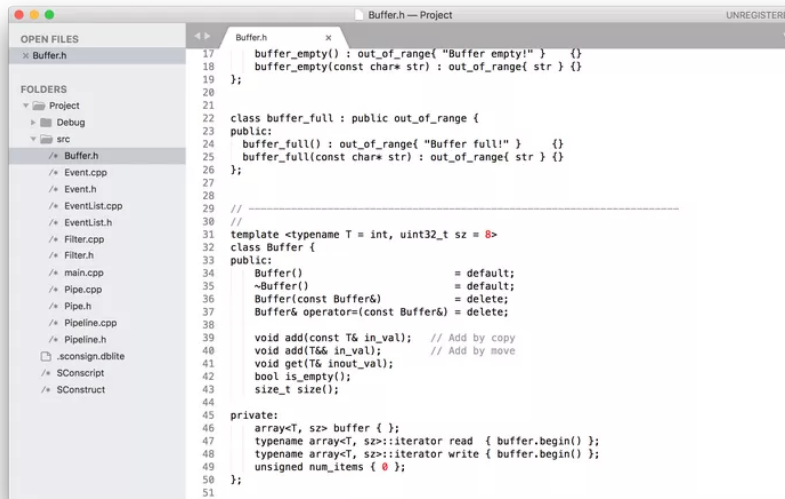 Buffer.h — Project
UNREGISTERE
OPEN FILES
× Buffer.h
FOLDERS
Project
Debug
src
/* Buffer.h
/* Event.cpp
/* Event.h
/* EventList.cpp
/* EventList.h
/* Filter.cpp
/* Filter.h
/* main.cpp
/* Pipe.cpp
/* Pipe.h
/* Pipeline.cpp
/* Pipeline.h
.sconsign.dblite
/* SConscript
/* SConstruct
Buffer.h ×
17 buffer_empty() : out_of_range{ "Buffer empty!" } {}
18 buffer_empty(const char* str) : out_of_range{ str } {}
19 };
20
21
22 class buffer_full : public out_of_range {
23 public:
24 buffer_full() : out_of_range{ "Buffer full!" } {}
25 buffer_full(const char* str) : out_of_range{ str } {}
26 };
27
28
29 // ----------------------------------------------------------------------
30 //
31 template <typename T = int, uint32_t sz = 8>
32 class Buffer {
33 public:
34 Buffer() = default;
35 ~Buffer() = default;
36 Buffer(const Buffer&) = delete;
37 Buffer& operator=(const Buffer&) = delete;
38
39 void add(const T& in_val); // Add by copy
40 void add(T&& in_val); // Add by move
41 void get(T& inout_val);
42 bool is_empty();
43 size_t size();
44
45 private:
46 array<T, sz> buffer { };
47 typename array<T, sz>::iterator read { buffer.begin() };
48 typename array<T, sz>::iterator write { buffer.begin() };
49 unsigned num_items { 0 };
50 };
51